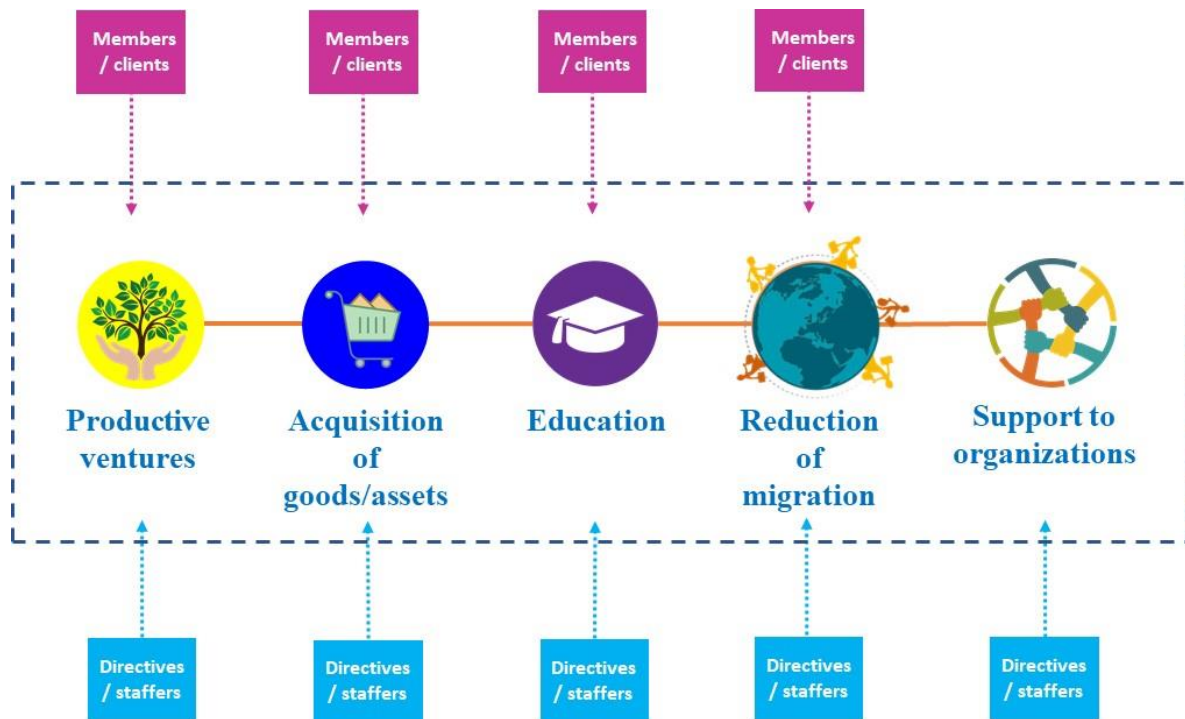 Members
/ clients
Members
/ clients
Members
/ clients
Members
/ clients
Productive
ventures
Acquisition
of
goods/assets
Education
Reduction
of
migration
Support to
organizations
Directives
/ staffers
Directives
/ staffers
Directives
/ staffers
Directives
/ staffers
Directives
/ staffers